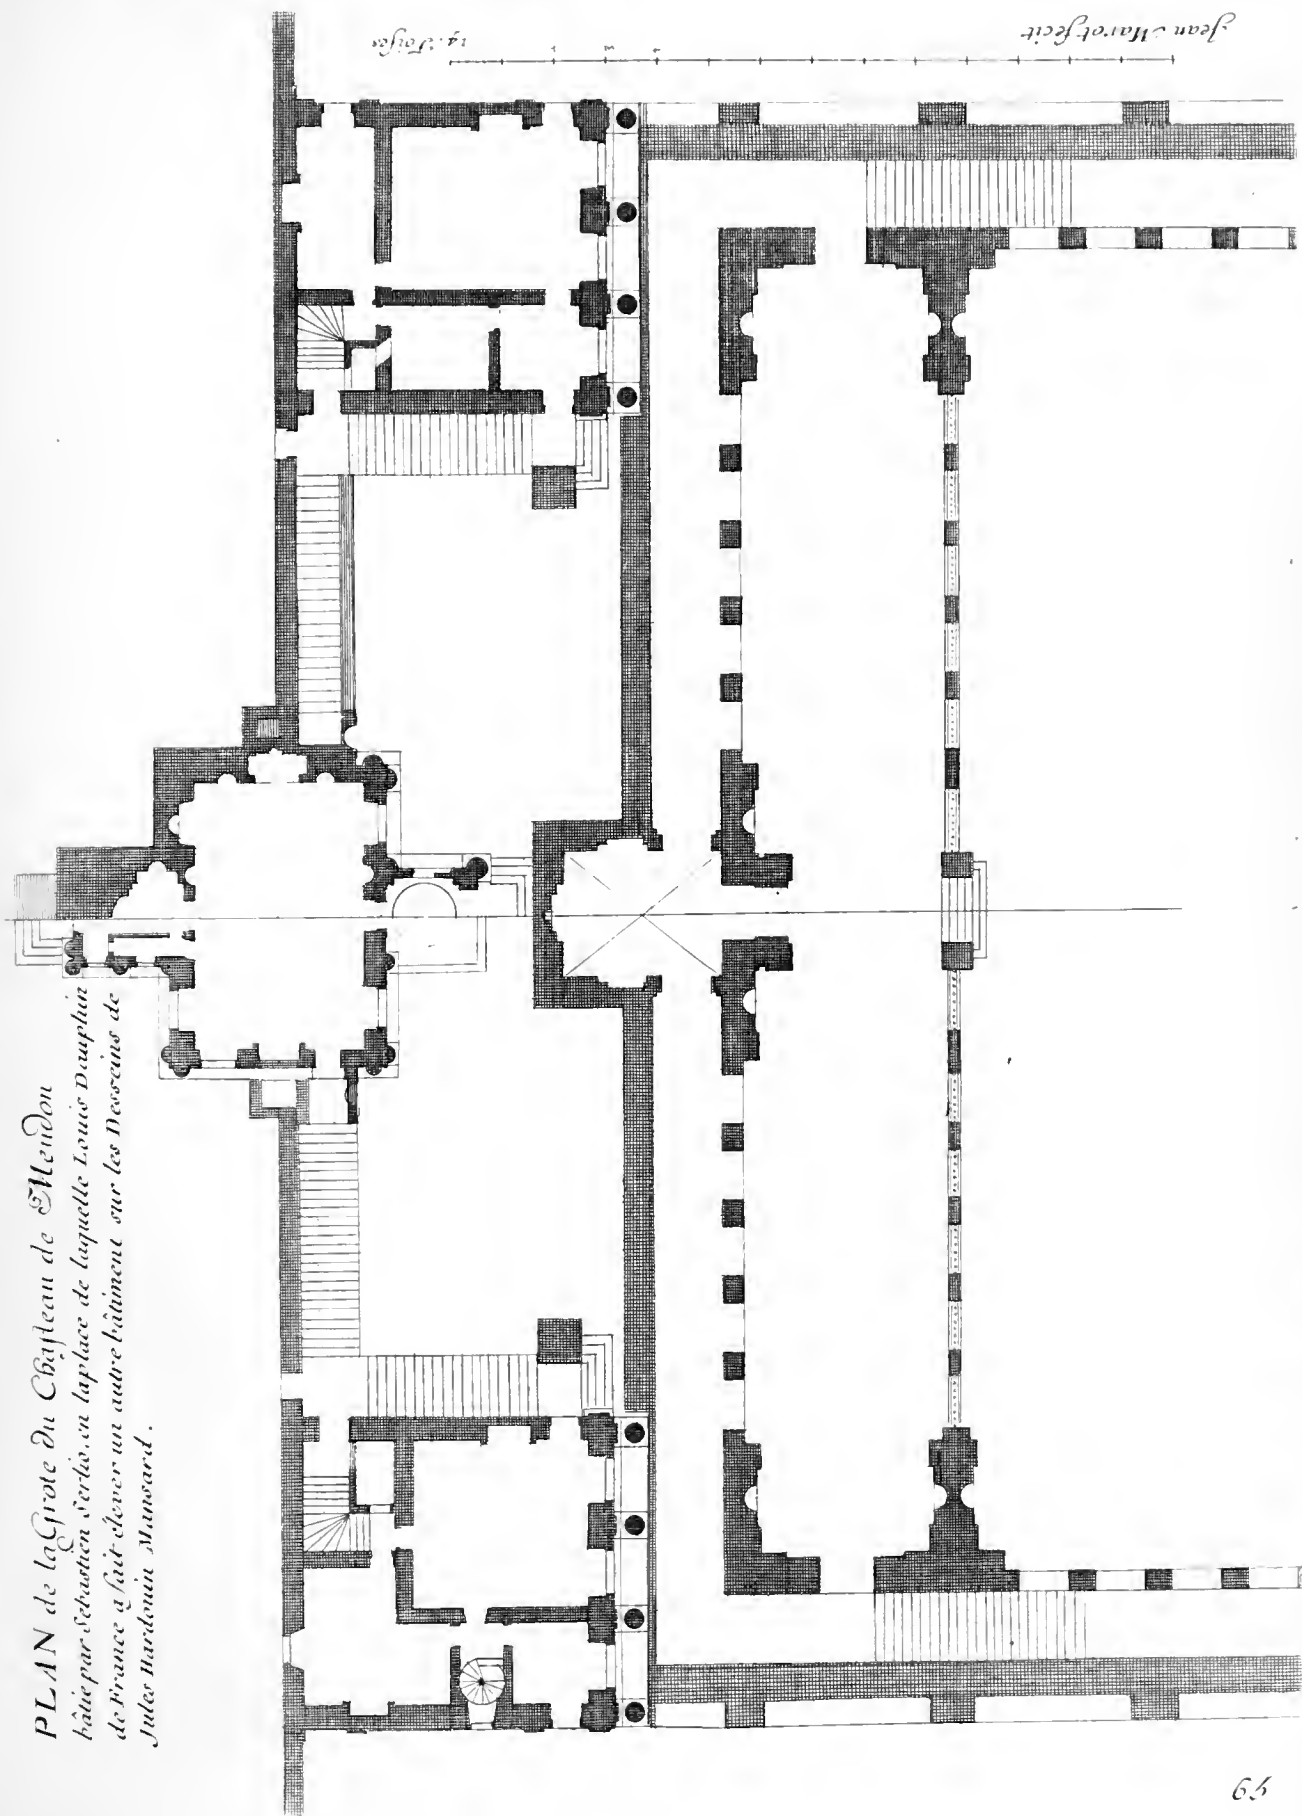 PLAN de la Grote du Chasteau de Meudon
bâtie par Sébastien Serlio, en la place de laquelle Louis Dauphin
de France a fait élever un autre bâtiment sur les Desseins de
Jules Hardouin Mansard.
14. Toises
Jean Marot fecit
65